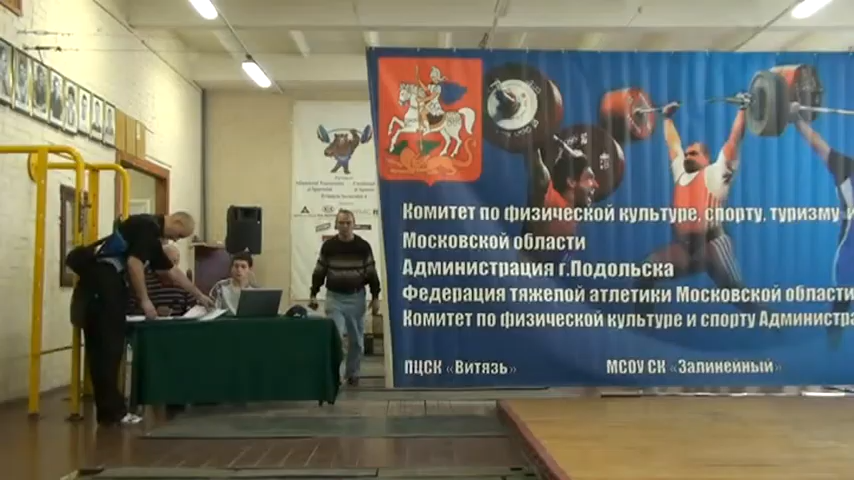 Комитет по физической культуре, спорту, туризму и
Московской области
Администрация г.Подольска
Федерация тяжелой атлетики Московской области
Комитет по физической культуре и спорту Администра
ПЦСК «Витязь»
МСОУ СК «Залинейный»